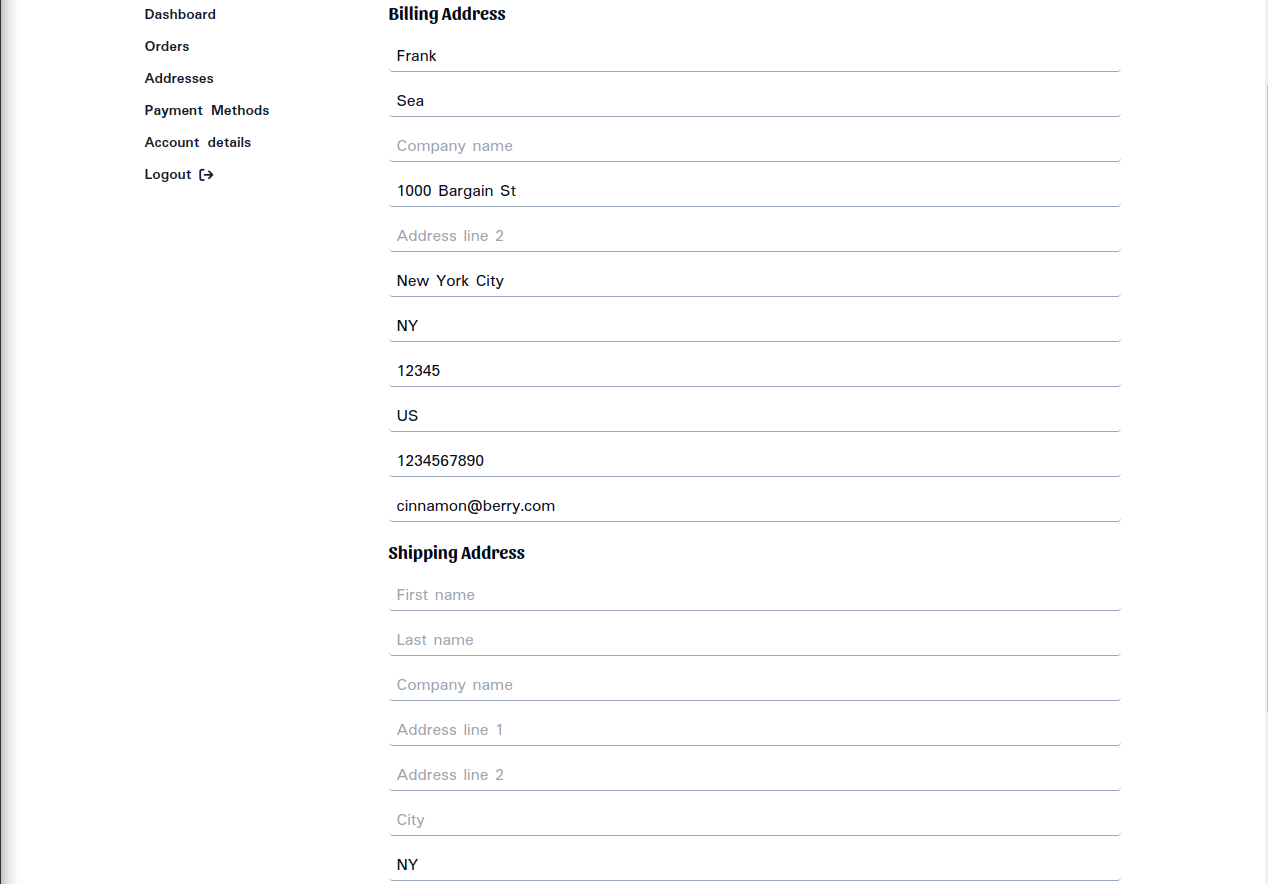 Dashboard
Orders
Addresses
Payment Methods
Account details
Logout
Billing Address
Frank
Sea
Company name
1000 Bargain St
Address line 2
New York City
NY
12345
US
1234567890
cinnamon@berry.com
Shipping Address
First name
Last name
Company name
Address line 1
Address line 2
City
NY